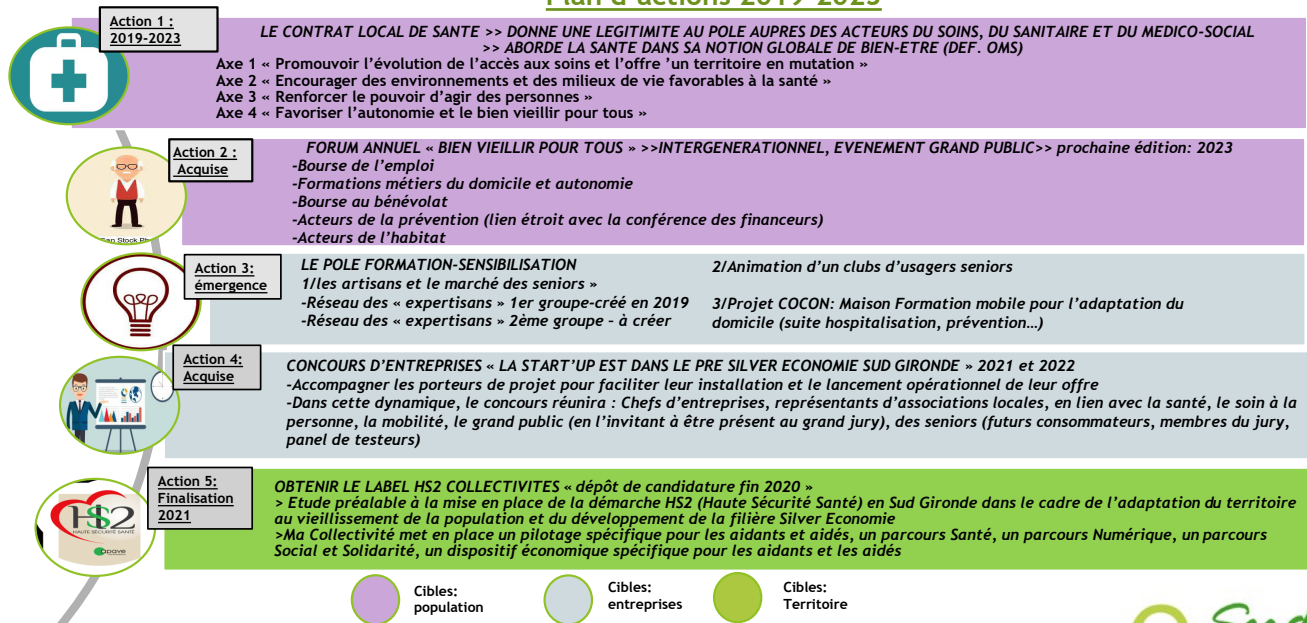 Plan d'actions 2019-2023
Action 1 :
2019-2023
LE CONTRAT LOCAL DE SANTE >> DONNE UNE LEGITIMITE AU POLE AUPRES DES ACTEURS DU SOINS, DU SANITAIRE ET DU MEDICO-SOCIAL
>> ABORDE LA SANTE DANS SA NOTION GLOBALE DE BIEN-ETRE (DEF. OMS)
Axe 1 « Promouvoir l'évolution de l'accès aux soins et l'offre 'un territoire en mutation »
Axe 2 « Encourager des environnements et des milieux de vie favorables à la santé »
Axe 3 « Renforcer le pouvoir d'agir des personnes »
Axe 4 « Favoriser l'autonomie et le bien vieillir pour tous »
Action 2 :
Acquise
FORUM ANNUEL « BIEN VIEILLIR POUR TOUS » >>INTERGENERATIONNEL, EVENEMENT GRAND PUBLIC>> prochaine édition: 2023
-Bourse de l'emploi
-Formations métiers du domicile et autonomie
-Bourse au bénévolat
-Acteurs de la prévention (lien étroit avec la conférence des financeurs)
-Acteurs de l'habitat
Stock
Action 3:
émergence
LE POLE FORMATION-SENSIBILISATION
1/les artisans et le marché des seniors »
-Réseau des « expertisans » 1er groupe-créé en 2019
-Réseau des « expertisans » 2ème groupe – à créer
2/Animation d'un clubs d'usagers seniors
3/Projet COCON: Maison Formation mobile pour l'adaptation du
domicile (suite hospitalisation, prévention…)
Action 4:
Acquise
CONCOURS D'ENTREPRISES « LA START'UP EST DANS LE PRE SILVER ECONOMIE SUD GIRONDE » 2021 et 2022
-Accompagner les porteurs de projet pour faciliter leur installation et le lancement opérationnel de leur offre
-Dans cette dynamique, le concours réunira : Chefs d'entreprises, représentants d'associations locales, en lien avec la santé, le soin à la
personne, la mobilité, le grand public (en l'invitant à être présent au grand jury), des seniors (futurs consommateurs, membres du jury,
panel de testeurs)
Action 5:
Finalisation
2021
HS2
HAUTE SÉCURITÉ SANTÉ
apave
OBTENIR LE LABEL HS2 COLLECTIVITES « dépôt de candidature fin 2020 »
> Etude préalable à la mise en place de la démarche HS2 (Haute Sécurité Santé) en Sud Gironde dans le cadre de l'adaptation du territoire
au vieillissement de la population et du développement de la filière Silver Economie
>Ma Collectivité met en place un pilotage spécifique pour les aidants et aidés, un parcours Santé, un parcours Numérique, un parcours
Social et Solidarité, un dispositif économique spécifique pour les aidants et les aidés
Cibles:
population
Cibles:
entreprises
Cibles:
Territoire
Sud